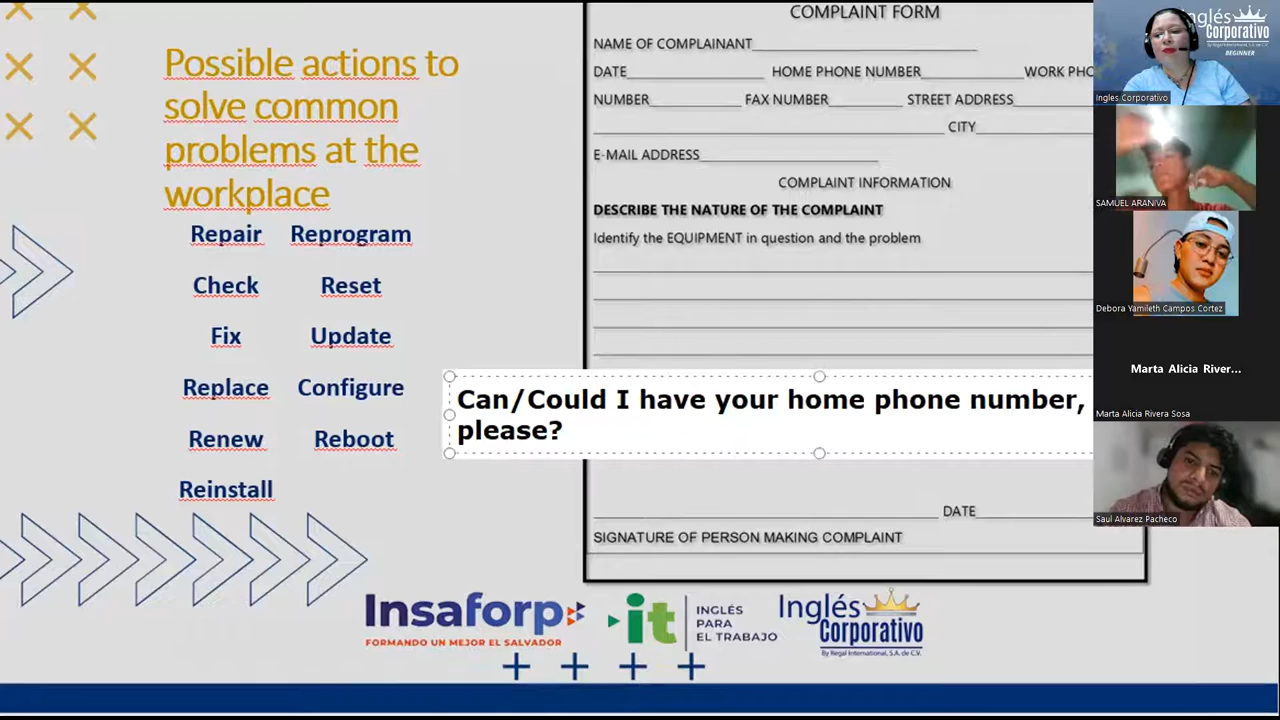 Possible actions to
solve common
problems at the
workplace
Repair Reprogram
Check Reset
Fix Update
Replace Configure
Renew Reboot
Reinstall
COMPLAINT FORM
NAME OF COMPLAINANT
DATE HOME PHONE NUMBER WORK PHO
NUMBER FAX NUMBER STREET ADDRESS
CITY
E-MAIL ADDRESS
COMPLAINT INFORMATION
DESCRIBE THE NATURE OF THE COMPLAINT
Identify the EQUIPMENT in question and the problem
Can/Could I have your home phone number,
please?
DATE
SIGNATURE OF PERSON MAKING COMPLAINT
Insaforp
FORMANDO UN MEJOR EL SALVADOR
it
INGLÉS
PARA
EL TRABAJO
Inglés
Corporativo
By Regal International, S.A. de C.V.
Inglés
Corporativo
By Regal International, S.A. de C.V.
BEGINNER
Ingles Corporativo
SAMUEL ARANIVA
Debora Yamileth Campos Cortez
Marta Alicia River...
Marta Alicia Rivera Sosa
Saul Alvarez Pacheco